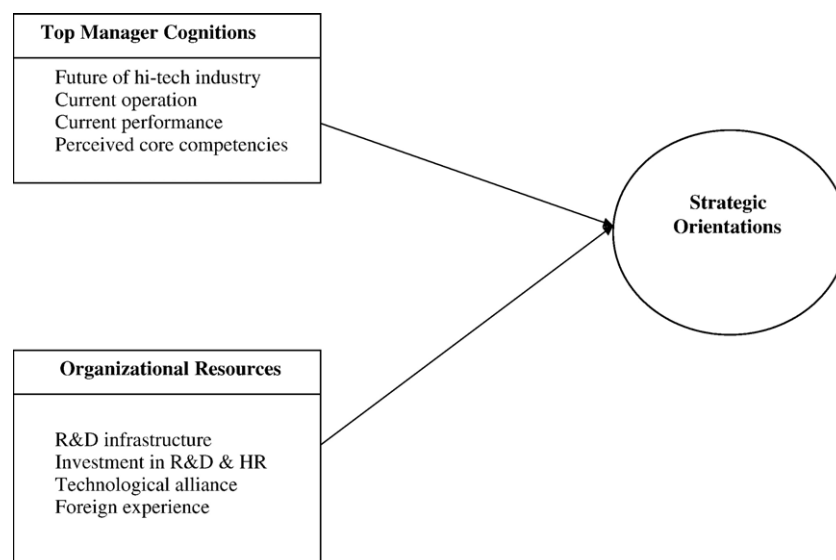 Top Manager Cognitions
Future of hi-tech industry
Current operation
Current performance
Perceived core competencies
Strategic
Orientations
Organizational Resources
R&D infrastructure
Investment in R&D & HR
Technological alliance
Foreign experience